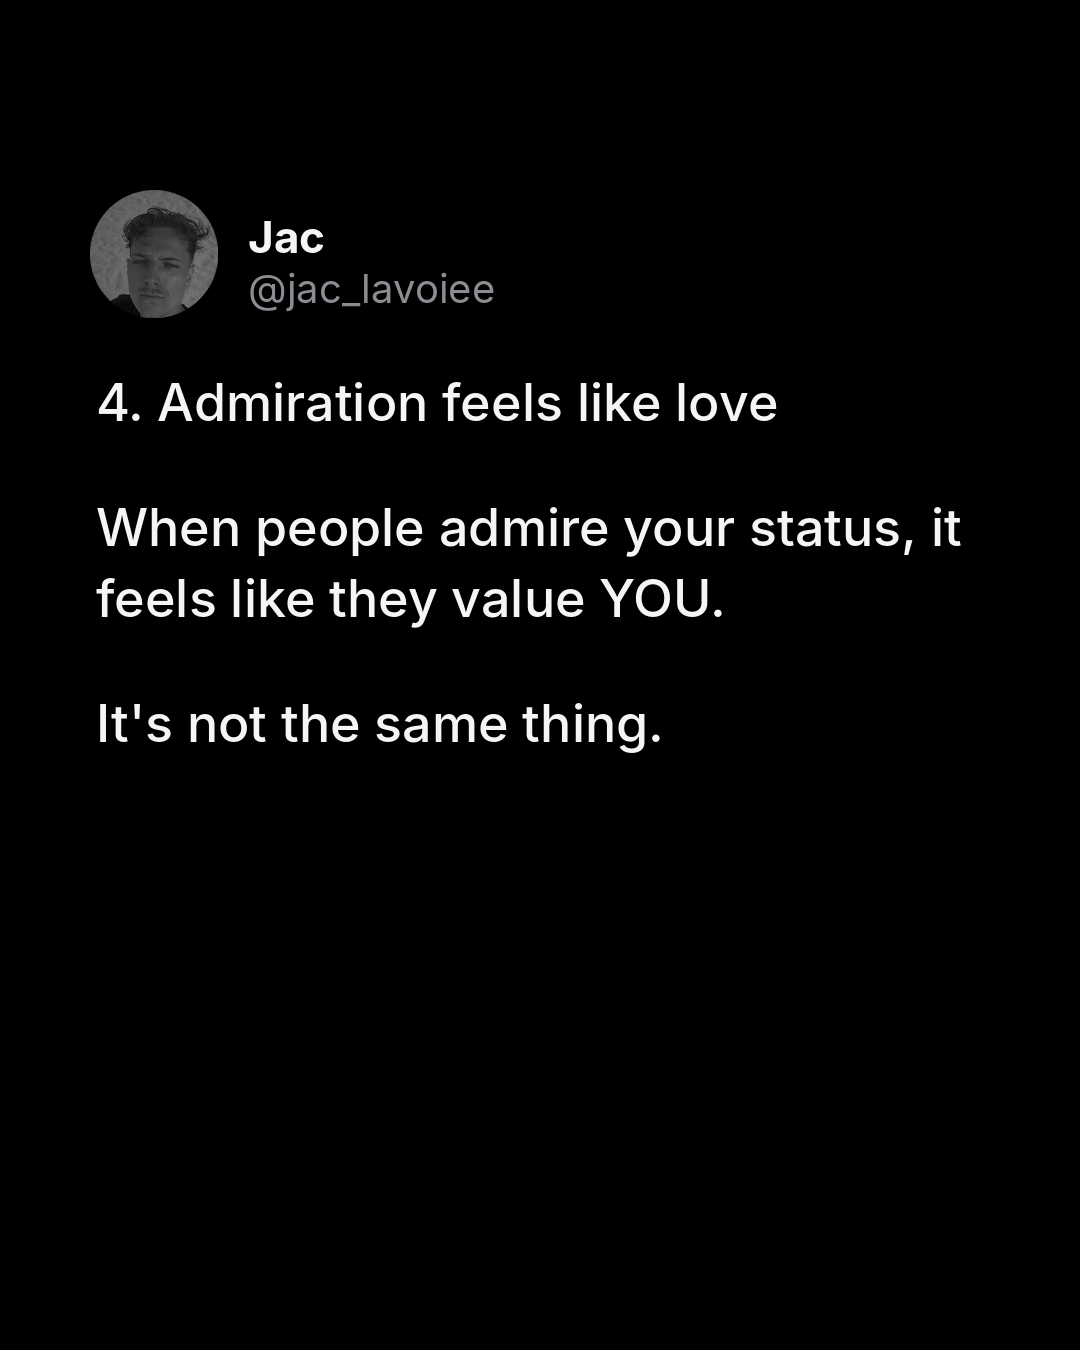 Jac
@jac_lavoiee
4. Admiration feels like love
When people admire your status, it
feels like they value YOU.
It's not the same thing.